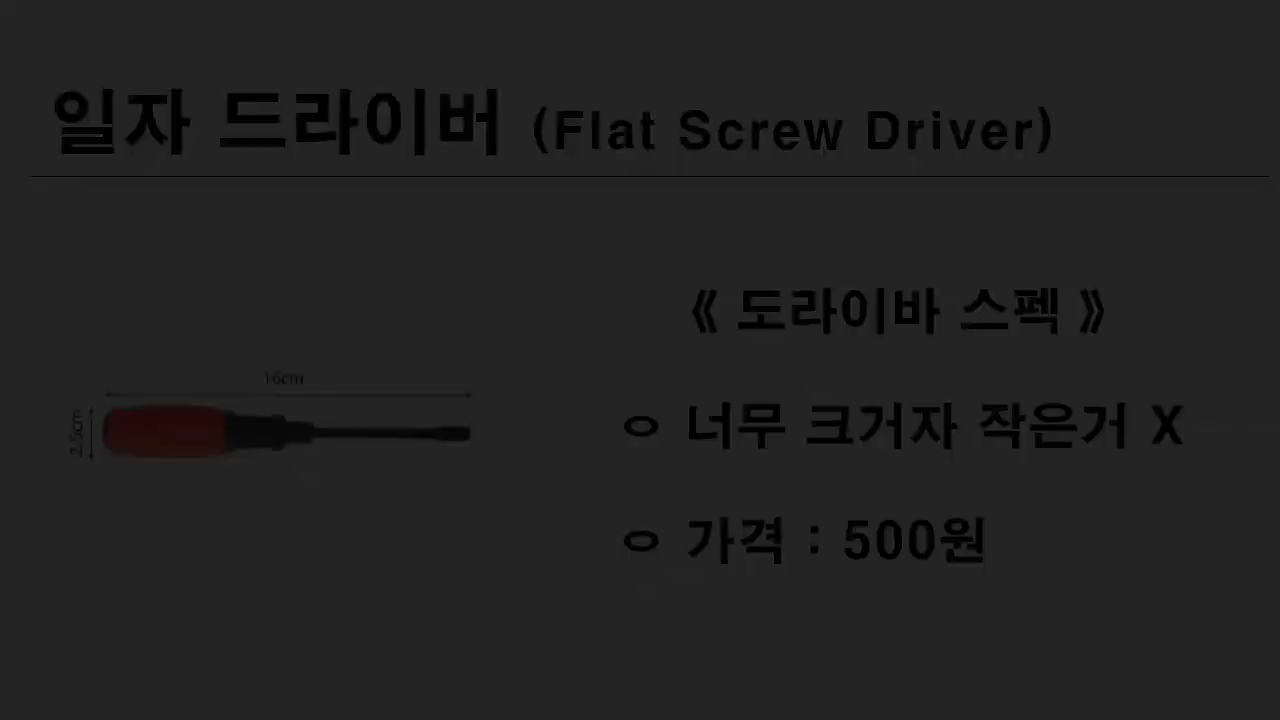 일자 드라이버 (Flat Screw Driver)
《 도라이바 스펙 》
16cm
2.5cm
ㅇ 너무 크거자 작은거 X
ㅇ 가격 : 500원